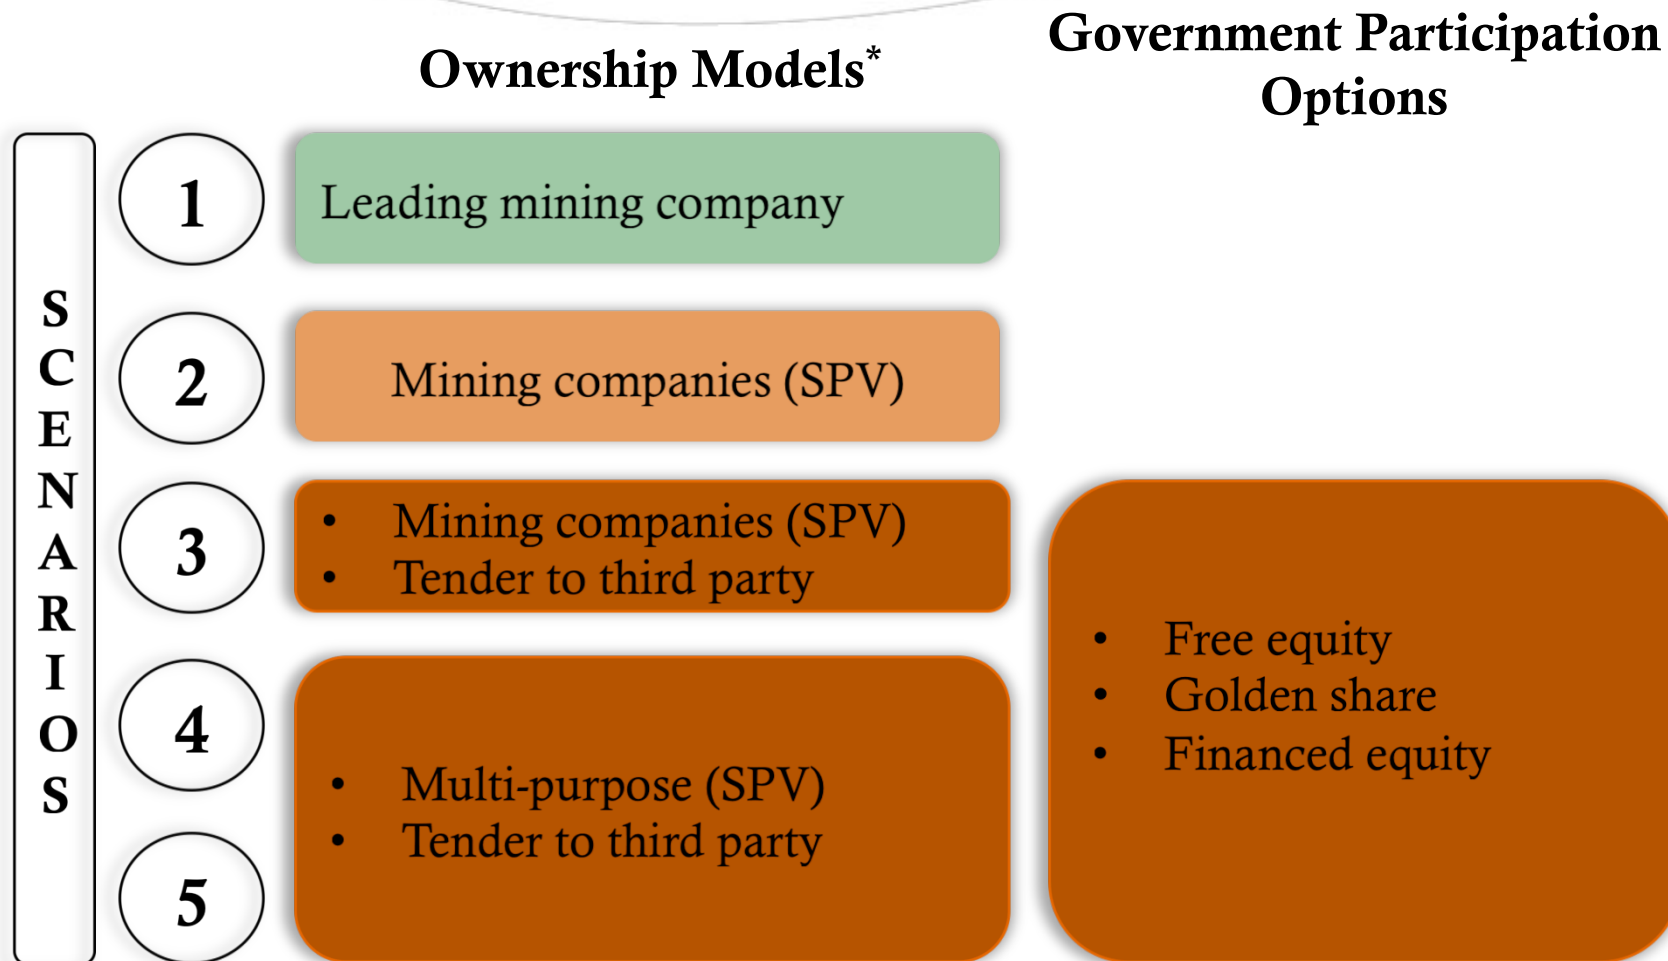 Ownership Models*
Government Participation
Options
SCENARIOS
1
Leading mining company
2
Mining companies (SPV)
3
• Mining companies (SPV)
• Tender to third party
4
5
• Multi-purpose (SPV)
• Tender to third party
• Free equity
• Golden share
• Financed equity